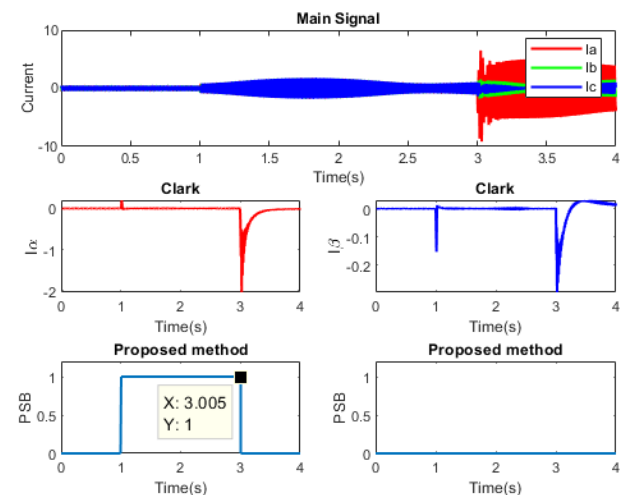 Main Signal
10
0
-10
Current
Ia
Ib
Ic
0 0.5 1 1.5 2 2.5 3 3.5 4
Time(s)
Clark
0
-1
-2
Iα
0 1 2 3 4
Time(s)
Clark
0
-0.1
-0.2
Iβ
0 1 2 3 4
Time(s)
Proposed method
1
0.5
0
PSB
X: 3.005
Y: 1
0 1 2 3 4
Time(s)
Proposed method
1
0.5
0
PSB
0 1 2 3 4
Time(s)